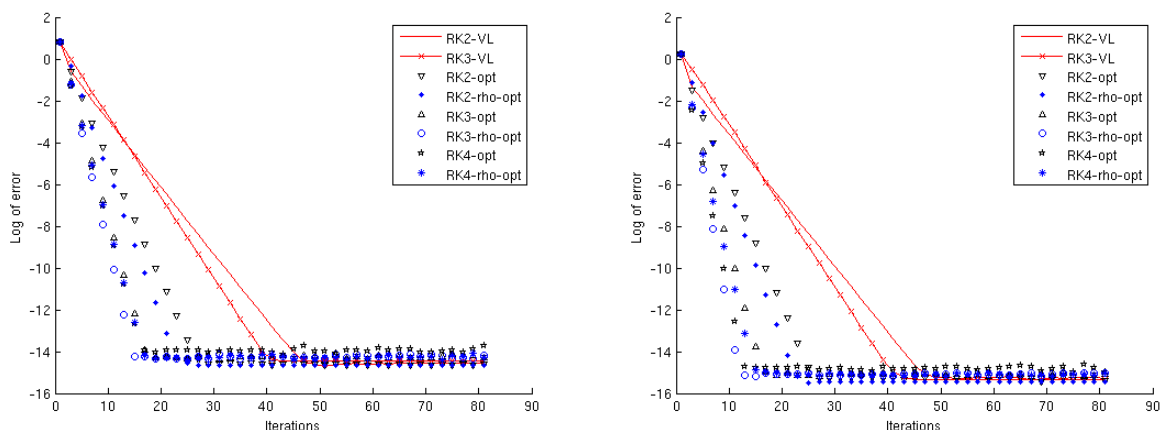 2
0
-2
-4
-6
-8
-10
-12
-14
-16
Log of error
0 10 20 30 40 50 60 70 80 90
Iterations
RK2-VL
RK3-VL
RK2-opt
RK2-rho-opt
RK3-opt
RK3-rho-opt
RK4-opt
RK4-rho-opt
2
0
-2
-4
-6
-8
-10
-12
-14
-16
Log of error
0 10 20 30 40 50 60 70 80 90
Iterations
RK2-VL
RK3-VL
RK2-opt
RK2-rho-opt
RK3-opt
RK3-rho-opt
RK4-opt
RK4-rho-opt